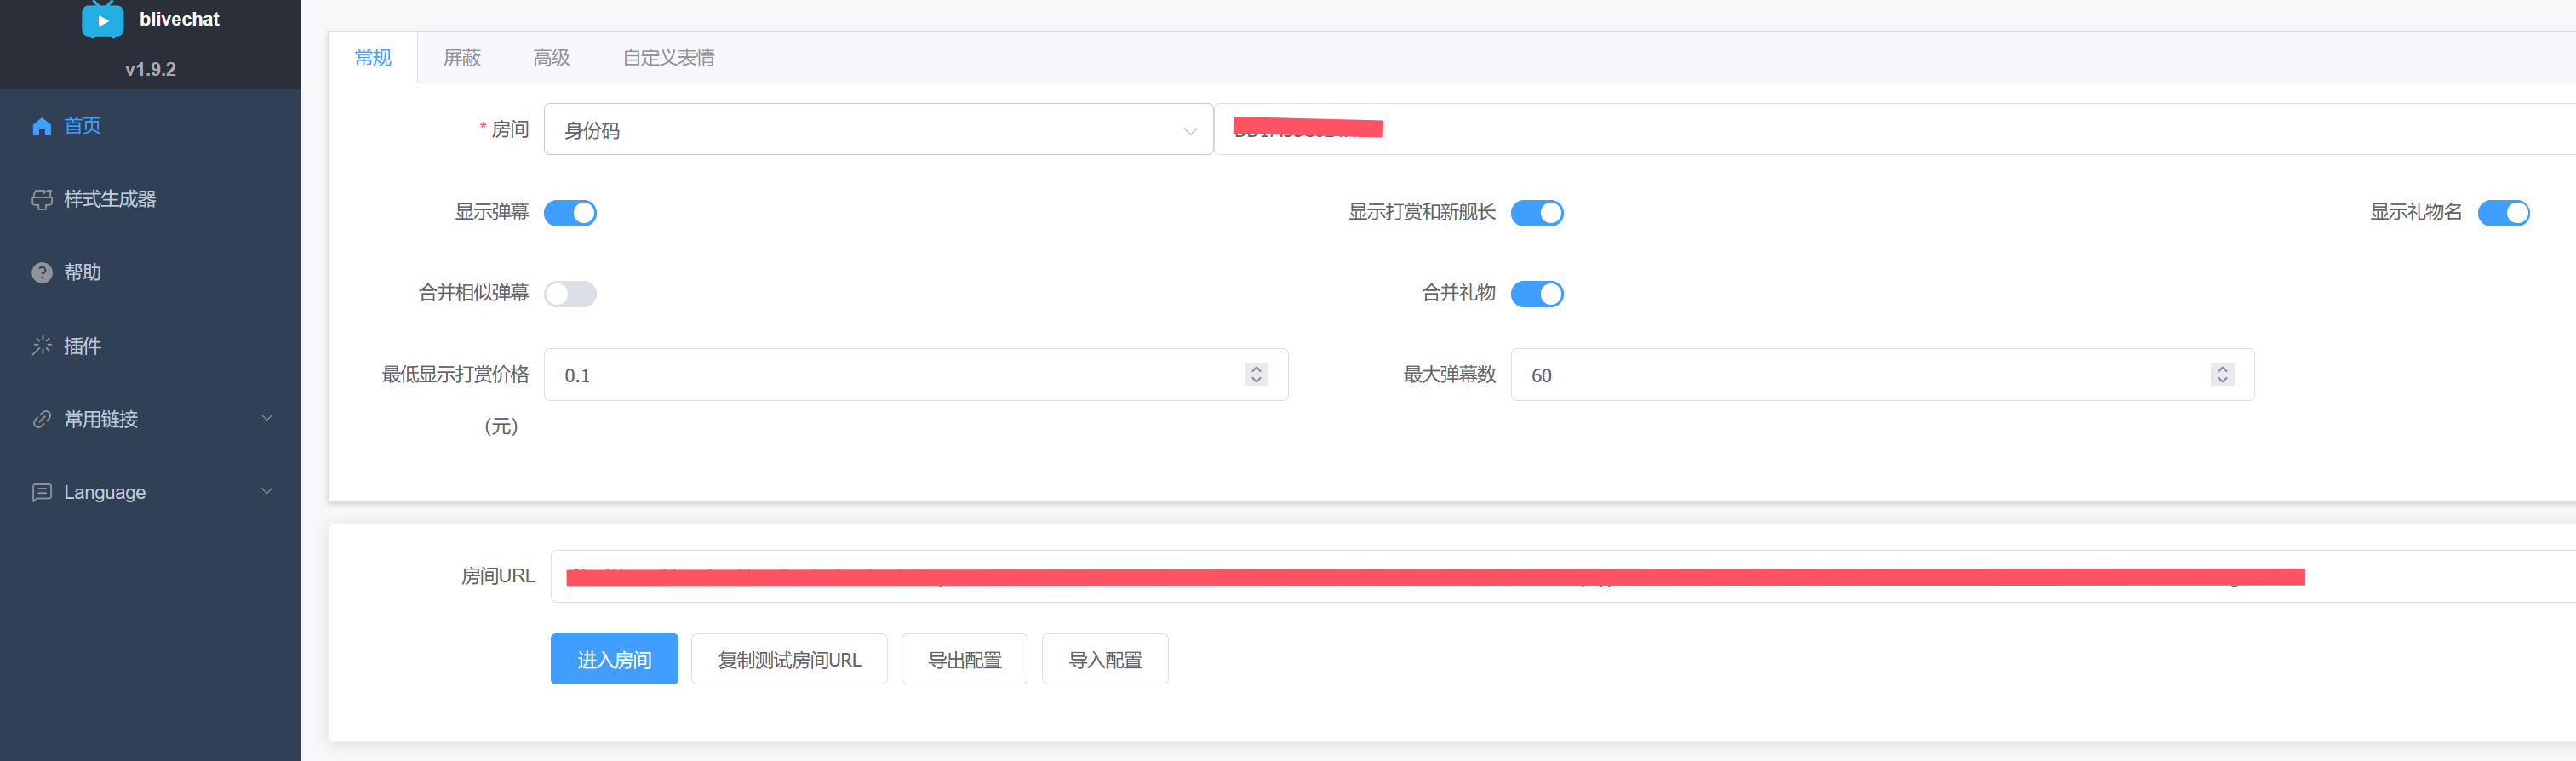 blivechat
v1.9.2
首页
样式生成器
帮助
插件
常用链接
Language
常规 屏蔽 高级 自定义表情
* 房间 身份码
显示弹幕 显示打赏和新舰长 显示礼物名
合并相似弹幕 合并礼物
最低显示打赏价格 0.1 最大弹幕数 60
（元）
房间URL
进入房间 复制测试房间URL 导出配置 导入配置